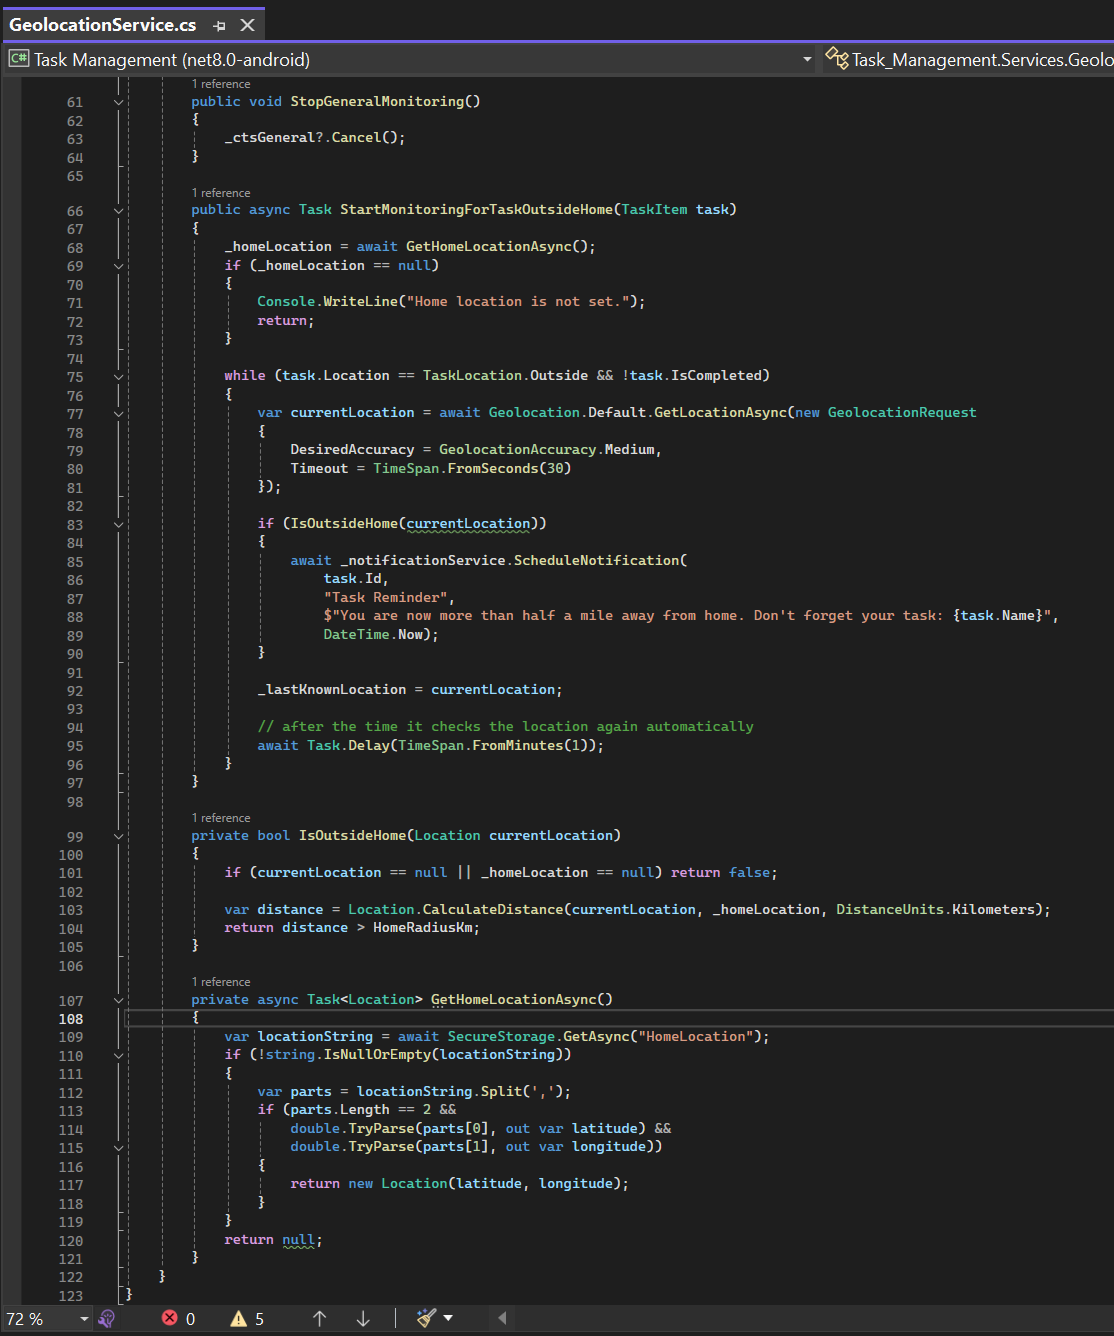 GeolocationService.cs
Task Management (net8.0-android)
Task_Management.Services.Geolo
1 reference
61 public void StopGeneralMonitoring()
62 {
63 _ctsGeneral?.Cancel();
64 }
65
1 reference
66 public async Task StartMonitoringForTaskOutsideHome(TaskItem task)
67 {
68 _homeLocation = await GetHomeLocationAsync();
69 if (_homeLocation == null)
70 {
71 Console.WriteLine("Home location is not set.");
72 return;
73 }
74
75 while (task.Location == TaskLocation.Outside && !task.IsCompleted)
76 {
77 var currentLocation = await Geolocation.Default.GetLocationAsync(new GeolocationRequest
78 {
79 DesiredAccuracy = GeolocationAccuracy.Medium,
80 Timeout = TimeSpan.FromSeconds(30)
81 });
82
83 if (IsOutsideHome(currentLocation))
84 {
85 await _notificationService.ScheduleNotification(
86 task.Id,
87 "Task Reminder",
88 $"You are now more than half a mile away from home. Don't forget your task: {task.Name}",
89 DateTime.Now);
90 }
91
92 _lastKnownLocation = currentLocation;
93
94 // after the time it checks the location again automatically
95 await Task.Delay(TimeSpan.FromMinutes(1));
96 }
97 }
98
1 reference
99 private bool IsOutsideHome(Location currentLocation)
100 {
101 if (currentLocation == null || _homeLocation == null) return false;
102
103 var distance = Location.CalculateDistance(currentLocation, _homeLocation, DistanceUnits.Kilometers);
104 return distance > HomeRadiusKm;
105 }
106
1 reference
107 private async Task<Location> GetHomeLocationAsync()
108 {
109 var locationString = await SecureStorage.GetAsync("HomeLocation");
110 if (!string.IsNullOrEmpty(locationString))
111 {
112 var parts = locationString.Split(',');
113 if (parts.Length == 2 &&
114 double.TryParse(parts[0], out var latitude) &&
115 double.TryParse(parts[1], out var longitude))
116 {
117 return new Location(latitude, longitude);
118 }
119 }
120 return null;
121 }
122 }
123 }
72 % 0 5